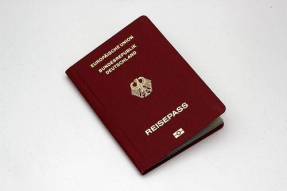 EUROPÄISCHE UNION
BUNDESREPUBLIK
DEUTSCHLAND
REISEPASS